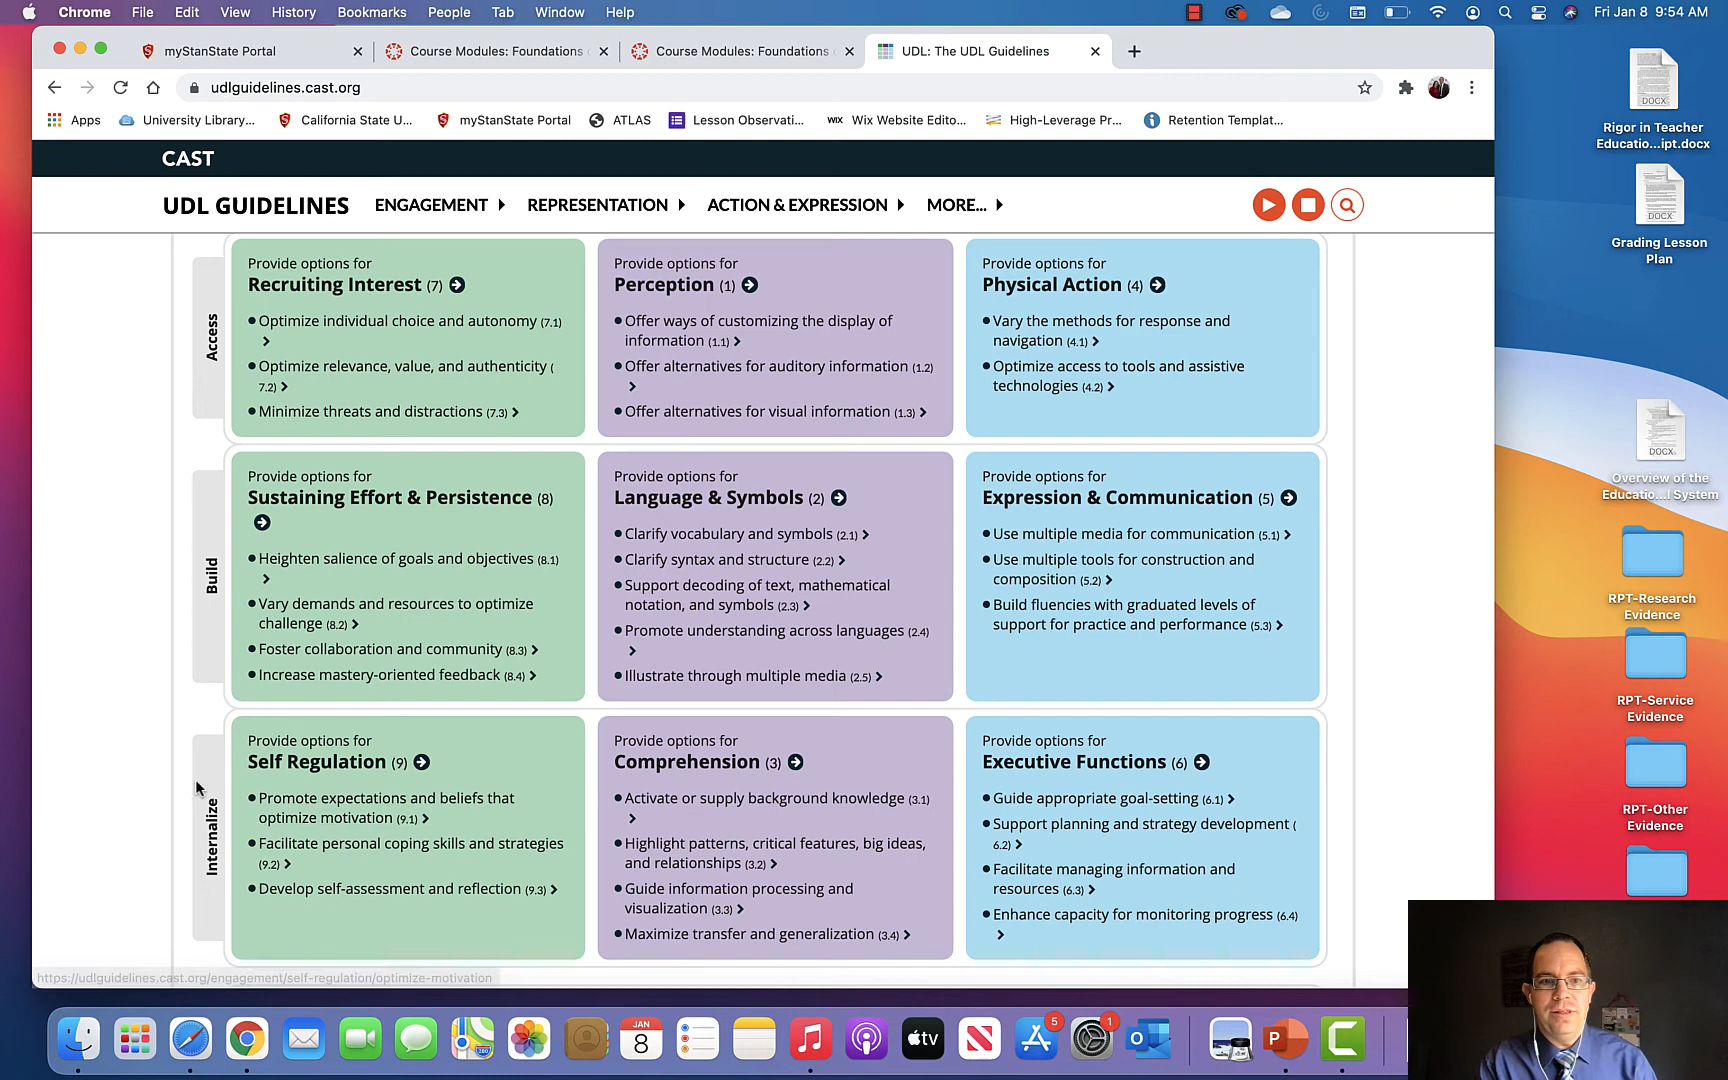 Chrome File Edit View History Bookmarks People Tab Window Help
Fri Jan 8 9:54 AM
myStanState Portal
Course Modules: Foundations
Course Modules: Foundations
UDL: The UDL Guidelines
udlguidelines.cast.org
Apps
University Library...
California State U...
myStanState Portal
ATLAS
Lesson Observati...
WIX Wix Website Edito...
High-Leverage Pr...
Retention Templat...
CAST
UDL GUIDELINES
ENGAGEMENT
REPRESENTATION
ACTION & EXPRESSION
MORE...
Access
Provide options for
Recruiting Interest (7)
Optimize individual choice and autonomy (7.1)
Optimize relevance, value, and authenticity (
7.2)
Minimize threats and distractions (7.3)
Provide options for
Perception (1)
Offer ways of customizing the display of
information (1.1)
Offer alternatives for auditory information (1.2)
Offer alternatives for visual information (1.3)
Provide options for
Physical Action (4)
Vary the methods for response and
navigation (4.1)
Optimize access to tools and assistive
technologies (4.2)
Build
Provide options for
Sustaining Effort & Persistence (8)
Heighten salience of goals and objectives (8.1)
Vary demands and resources to optimize
challenge (8.2)
Foster collaboration and community (8.3)
Increase mastery-oriented feedback (8.4)
Provide options for
Language & Symbols (2)
Clarify vocabulary and symbols (2.1)
Clarify syntax and structure (2.2)
Support decoding of text, mathematical
notation, and symbols (2.3)
Promote understanding across languages (2.4)
Illustrate through multiple media (2.5)
Provide options for
Expression & Communication (5)
Use multiple media for communication (5.1)
Use multiple tools for construction and
composition (5.2)
Build fluencies with graduated levels of
support for practice and performance (5.3)
Internalize
Provide options for
Self Regulation (9)
Promote expectations and beliefs that
optimize motivation (9.1)
Facilitate personal coping skills and strategies
(9.2)
Develop self-assessment and reflection (9.3)
Provide options for
Comprehension (3)
Activate or supply background knowledge (3.1)
Highlight patterns, critical features, big ideas,
and relationships (3.2)
Guide information processing and
visualization (3.3)
Maximize transfer and generalization (3.4)
Provide options for
Executive Functions (6)
Guide appropriate goal-setting (6.1)
Support planning and strategy development (
6.2)
Facilitate managing information and
resources (6.3)
Enhance capacity for monitoring progress (6.4)
https://udlguidelines.cast.org/engagement/self-regulation/optimize-motivation
DOCX
Rigor in Teacher
Educatio...ipt.docx
DOCX
Grading Lesson
Plan
DOCX
Overview of the
Educatio...l System
RPT-Research
Evidence
RPT-Service
Evidence
RPT-Other
Evidence
JAN
8
280
tv
5
1